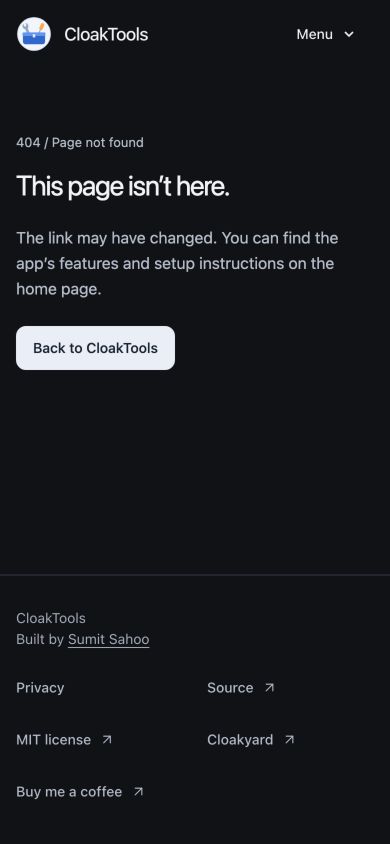 CloakTools
Menu
404 / Page not found
This page isn’t here.
The link may have changed. You can find the
app’s features and setup instructions on the
home page.
Back to CloakTools
CloakTools
Built by Sumit Sahoo
Privacy
Source
MIT license
Cloakyard
Buy me a coffee